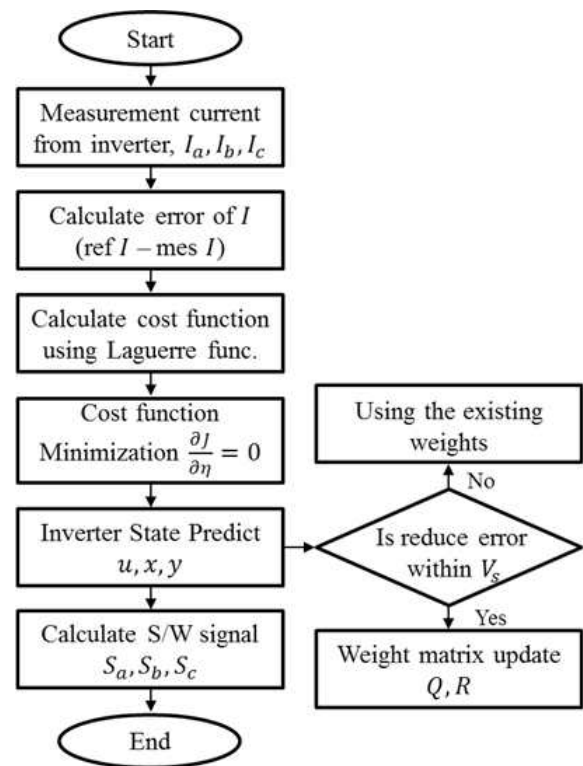 Start
Measurement current
from inverter, I_a, I_b, I_c
Calculate error of I
(ref I – mes I)
Calculate cost function
using Laguerre func.
Cost function
Minimization ∂J/∂η = 0
Inverter State Predict
u, x, y
Calculate S/W signal
S_a, S_b, S_c
End
Using the existing
weights
No
Is reduce error
within V_s
Yes
Weight matrix update
Q, R